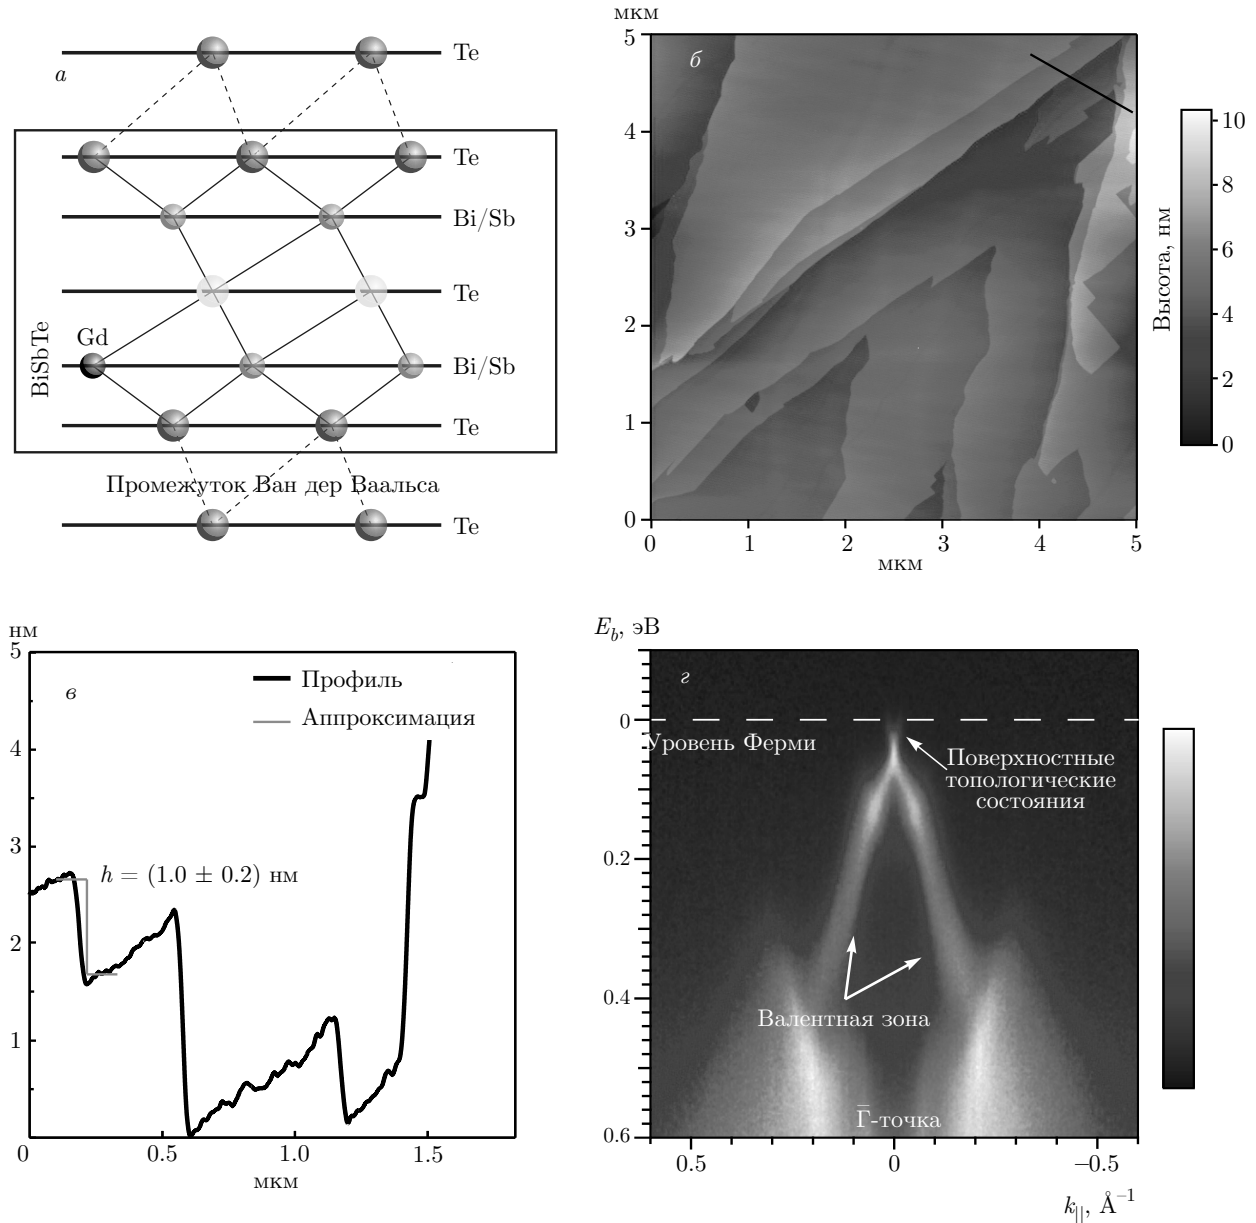 а
Te
Te
Bi/Sb
Te
Gd
Bi/Sb
Te
BiSbTe
Промежуток Ван дер Ваальса
Te
мкм
5
4
3
2
1
0
б
0
1
2
3
4
5
мкм
Высота, нм
10
8
6
4
2
0
нм
5
4
3
2
1
0
в
Профиль
Аппроксимация
h = (1.0 ± 0.2) нм
0.5
1.0
1.5
мкм
E_b, эВ
г
0
Уровень Ферми
Поверхностные
топологические
состояния
0.2
0.4
Валентная зона
Γ̅-точка
0.6
0.5
0
−0.5
k_||, Å⁻¹